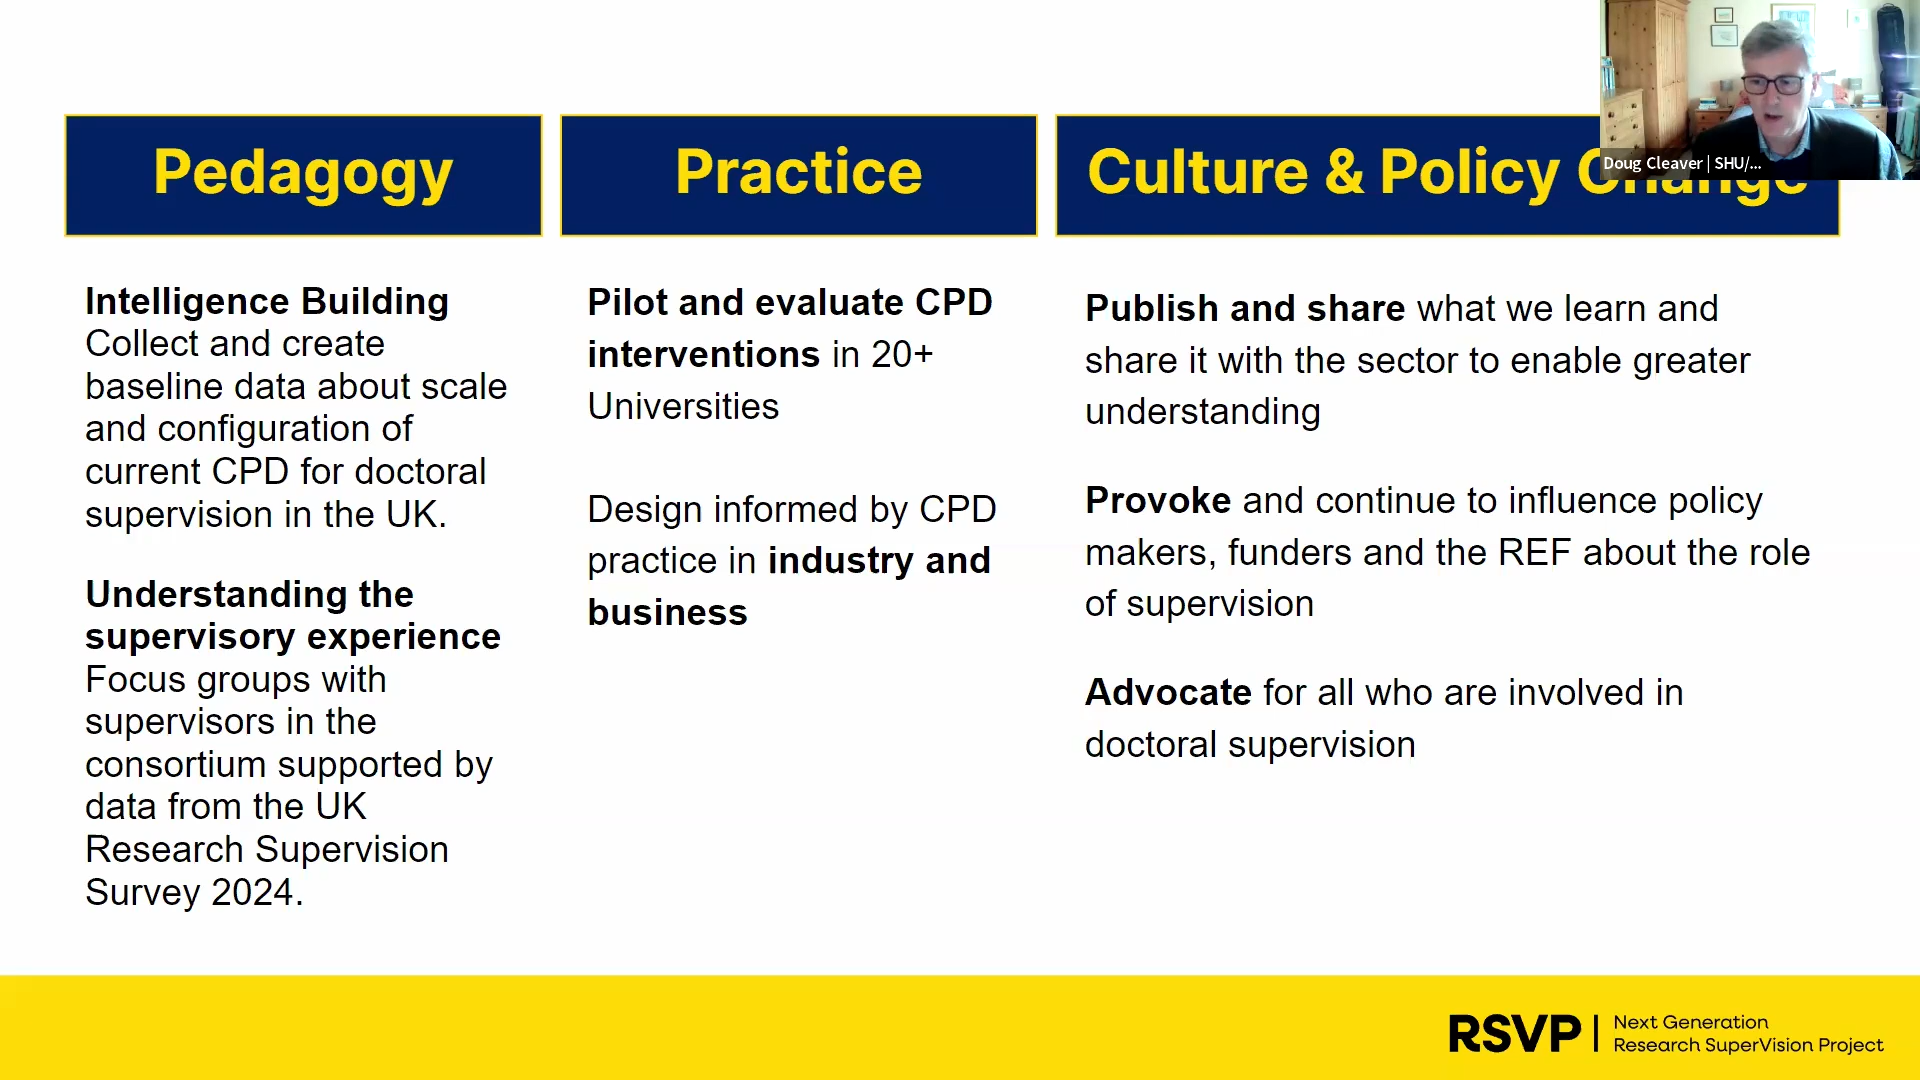 Pedagogy
Intelligence Building
Collect and create
baseline data about scale
and configuration of
current CPD for doctoral
supervision in the UK.
Understanding the
supervisory experience
Focus groups with
supervisors in the
consortium supported by
data from the UK
Research Supervision
Survey 2024.
Practice
Pilot and evaluate CPD
interventions in 20+
Universities
Design informed by CPD
practice in industry and
business
Culture & Policy Change
Publish and share what we learn and
share it with the sector to enable greater
understanding
Provoke and continue to influence policy
makers, funders and the REF about the role
of supervision
Advocate for all who are involved in
doctoral supervision
Doug Cleaver | SHU/...
RSVP | Next Generation
Research SuperVision Project